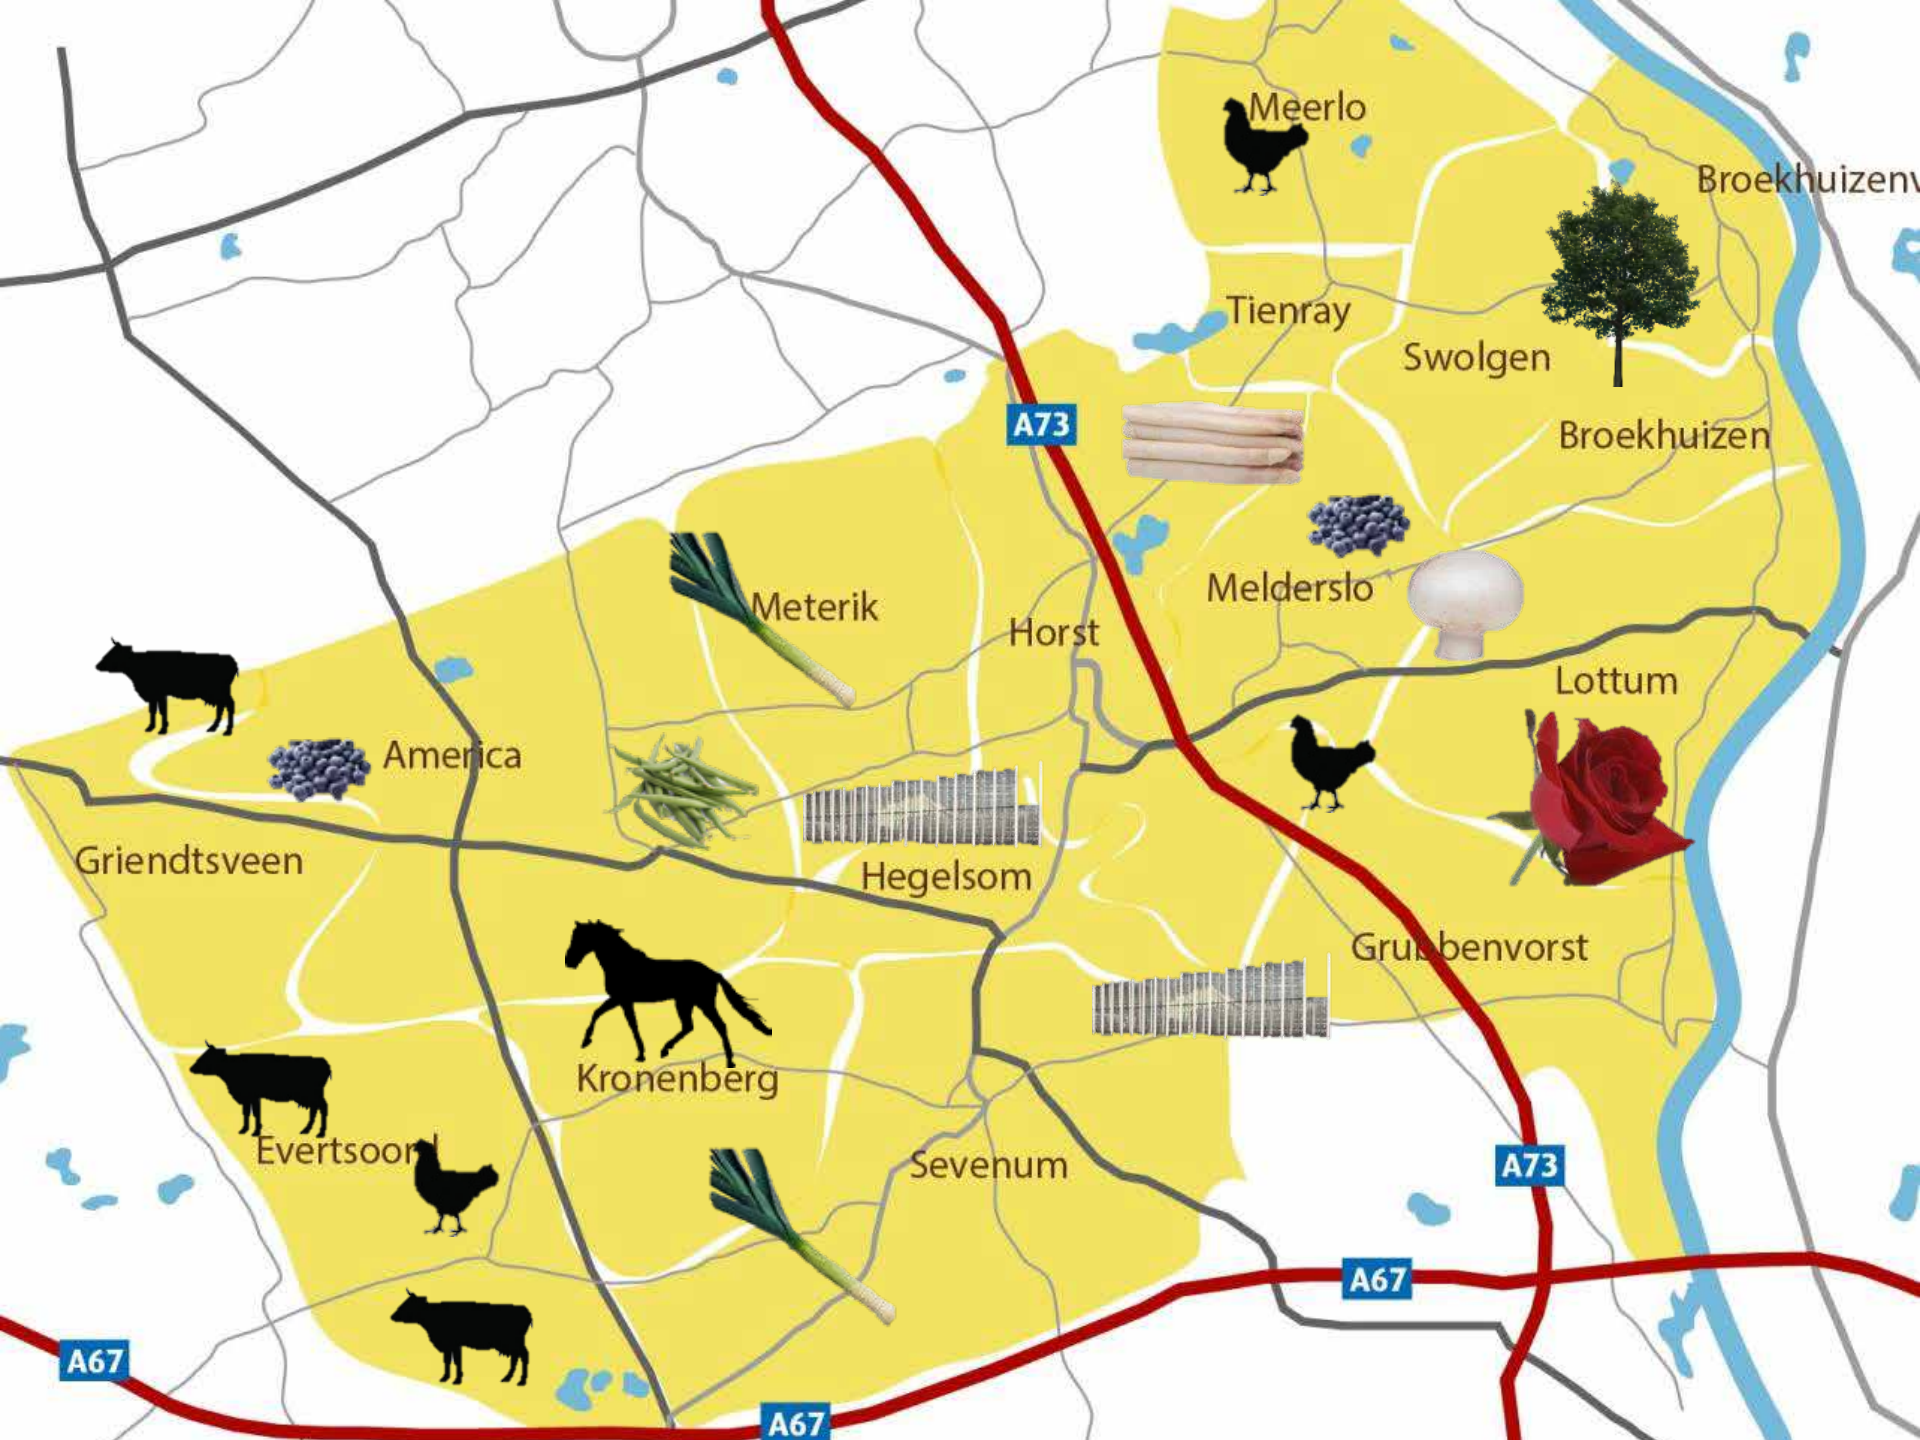 Meerlo
Broekhuizenv
Tienray
Swolgen
A73
Broekhuizen
Melderslo
Meterik
Horst
Lottum
America
Griendtsveen
Hegelsom
Grubbenvorst
Kronenberg
Evertsoord
Sevenum
A73
A67
A67
A67